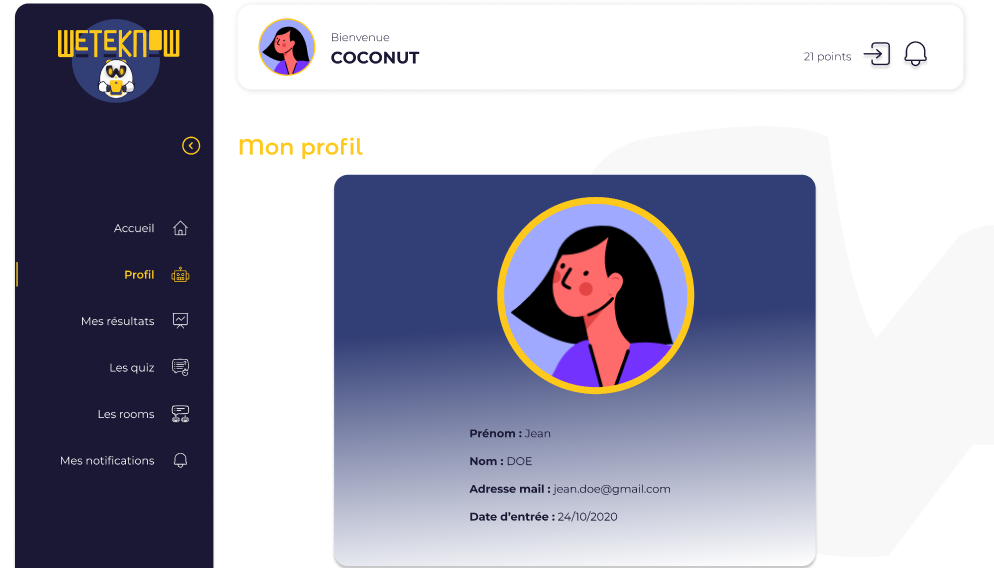 WETEKNOW
Bienvenue
COCONUT
21 points
Mon profil
Accueil
Profil
Mes résultats
Les quiz
Les rooms
Mes notifications
Prénom : Jean
Nom : DOE
Adresse mail : jean.doe@gmail.com
Date d'entrée : 24/10/2020